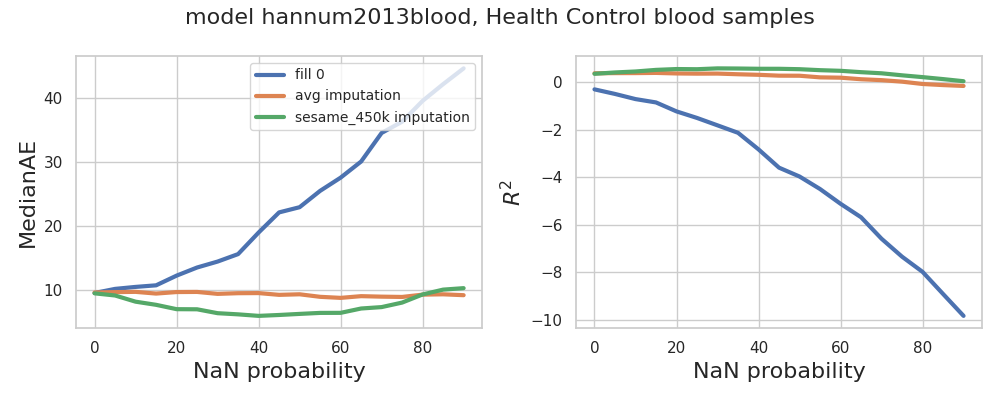 model hannum2013blood, Health Control blood samples
MedianAE
40
30
20
10
0 20 40 60 80
NaN probability
fill 0
avg imputation
sesame_450k imputation
R²
0
−2
−4
−6
−8
−10
0 20 40 60 80
NaN probability